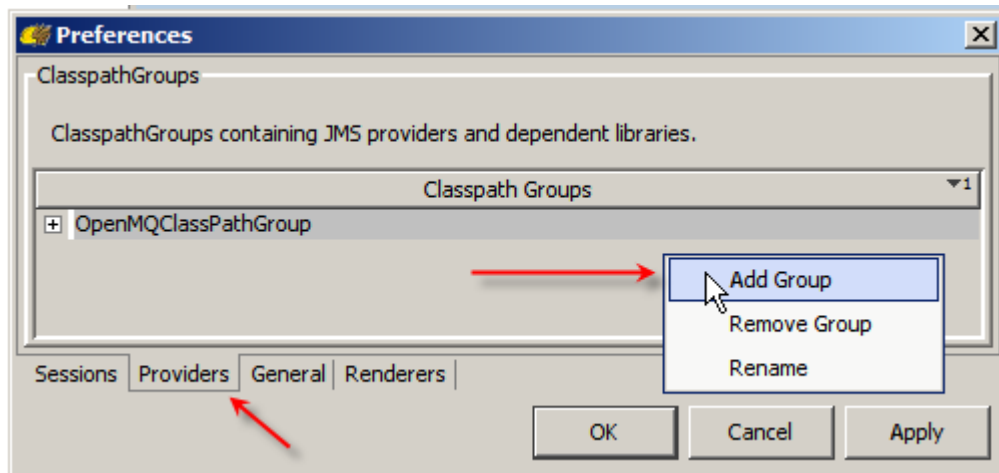 Preferences
ClasspathGroups
ClasspathGroups containing JMS providers and dependent libraries.
Classpath Groups 1
OpenMQClassPathGroup
Add Group
Remove Group
Rename
Sessions Providers General Renderers
OK Cancel Apply